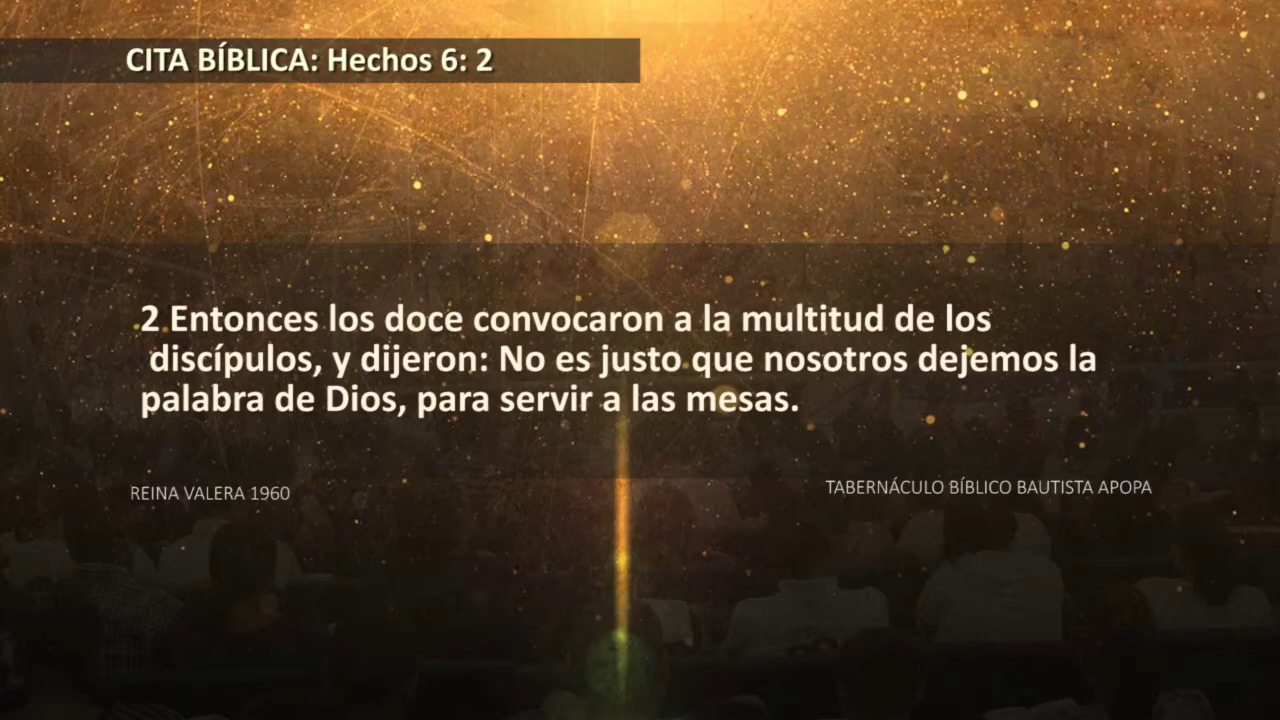 CITA BÍBLICA: Hechos 6: 2
2 Entonces los doce convocaron a la multitud de los
discípulos, y dijeron: No es justo que nosotros dejemos la
palabra de Dios, para servir a las mesas.
REINA VALERA 1960
TABERNÁCULO BÍBLICO BAUTISTA APOPA